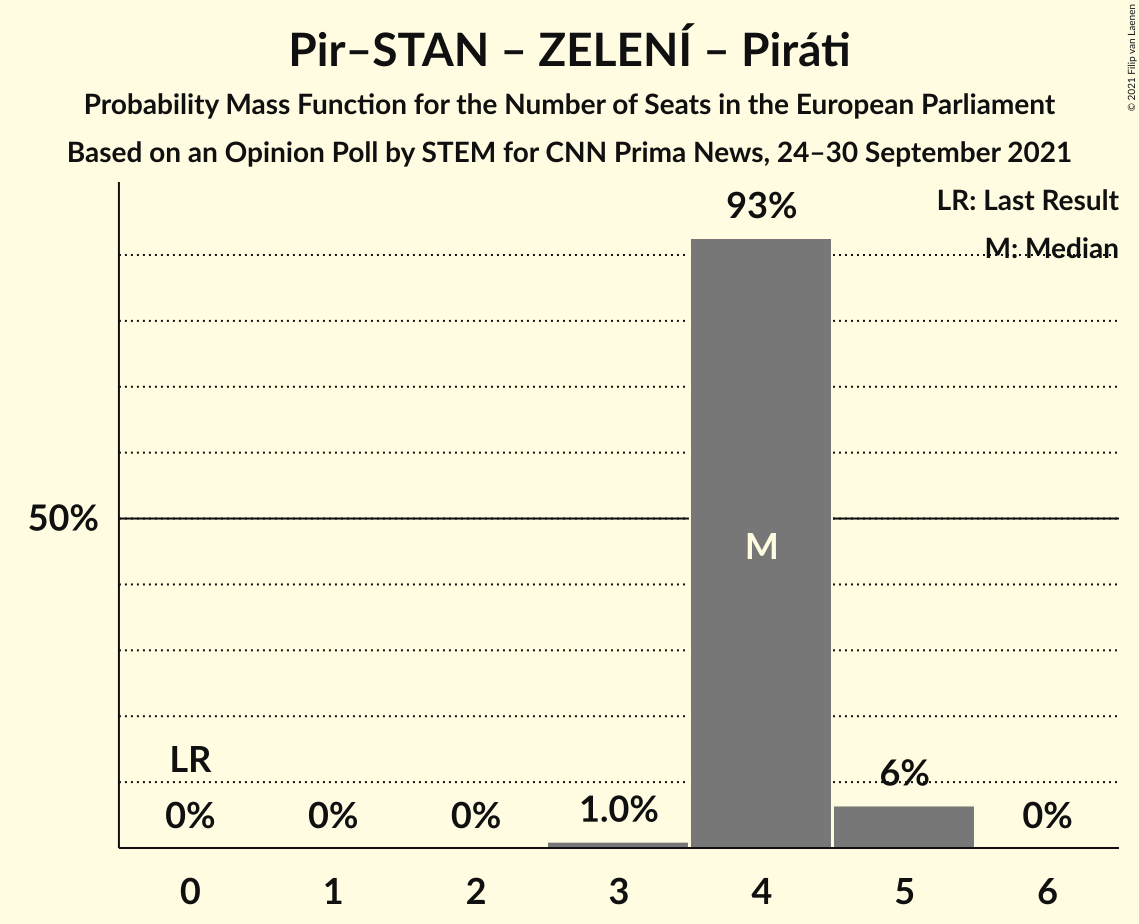 Pir–STAN – ZELENÍ – Piráti
Probability Mass Function for the Number of Seats in the European Parliament
Based on an Opinion Poll by STEM for CNN Prima News, 24–30 September 2021
© 2021 Filip van Laenen
LR: Last Result
M: Median
93%
50%
M
LR
0%
0%
0%
1.0%
6%
0%
0
1
2
3
4
5
6